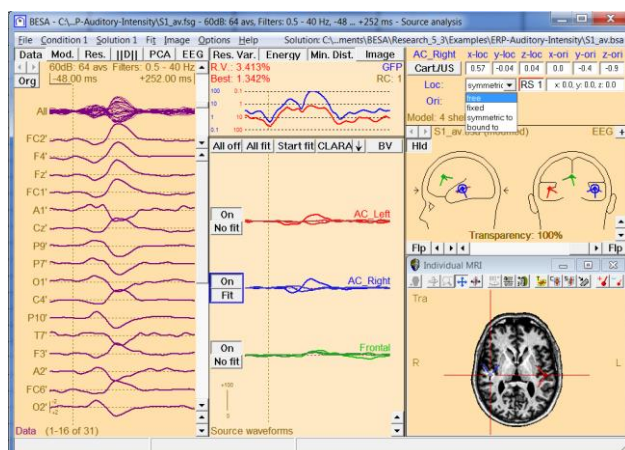 BESA - C:\...P-Auditory-Intensity\S1_av.fsg - 60dB: 64 avs, Filters: 0.5 - 40 Hz, -48 ... +252 ms - Source analysis
File Condition 1 Solution 1 Fit Image Options Help Solution: C:\...ments\BESA\Research_5_3\Examples\ERP-Auditory-Intensity\S1_av.bsa
Data Mod. Res. ||D|| PCA EEG
Org
60dB: 64 avs Filters: 0.5 - 40 Hz
-48.00 ms +252.00 ms
All
FC2'
F4'
Fz'
FC1'
A1'
Cz'
P9'
P7'
O1'
C4'
P10'
T7'
F3'
A2'
FC6'
O2'
Data (1-16 of 31)
Res. Var. Energy Min. Dist. Image
R.V.: 3.413% GFP
Best: 1.342% RC: 1
100 0.1
10 1
1 10
0.1 100
All off All fit Start fit CLARA BV
On
No fit
AC_Left
On
Fit
AC_Right
On
No fit
Frontal
+100
Source waveforms
AC_Right x-loc y-loc z-loc x-ori y-ori z-ori
Cart/US 0.57 -0.04 0.04 0.0 -0.4 -0.9
Loc: symmetric RS 1 x: 0.0, y: 0.0, z: 0.0
free
fixed
symmetric to
bound to
Ori:
Model: 4 shel
S1_av.bsa (modified) EEG +
Hld
Transparency: 100%
Flp Flp
Individual MRI
Tra
R L